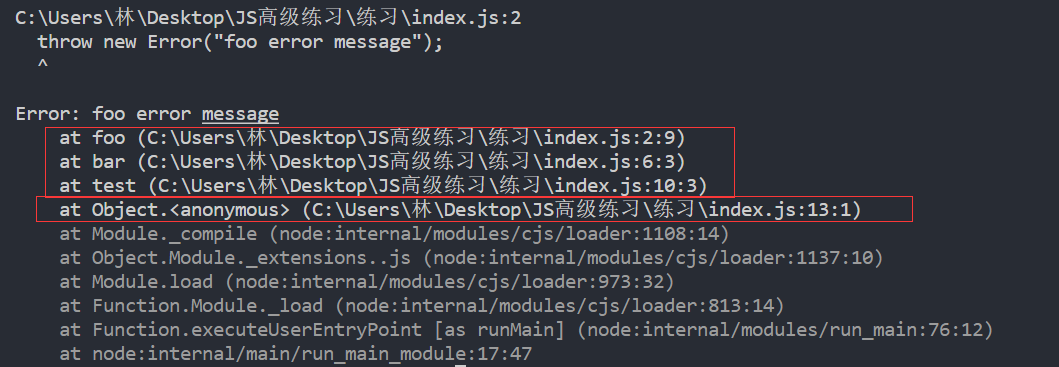 C:\Users\林\Desktop\JS高级练习\练习\index.js:2
  throw new Error("foo error message");
  ^

Error: foo error message
    at foo (C:\Users\林\Desktop\JS高级练习\练习\index.js:2:9)
    at bar (C:\Users\林\Desktop\JS高级练习\练习\index.js:6:3)
    at test (C:\Users\林\Desktop\JS高级练习\练习\index.js:10:3)
    at Object.<anonymous> (C:\Users\林\Desktop\JS高级练习\练习\index.js:13:1)
    at Module._compile (node:internal/modules/cjs/loader:1108:14)
    at Object.Module._extensions..js (node:internal/modules/cjs/loader:1137:10)
    at Module.load (node:internal/modules/cjs/loader:973:32)
    at Function.Module._load (node:internal/modules/cjs/loader:813:14)
    at Function.executeUserEntryPoint [as runMain] (node:internal/modules/run_main:76:12)
    at node:internal/main/run_main_module:17:47